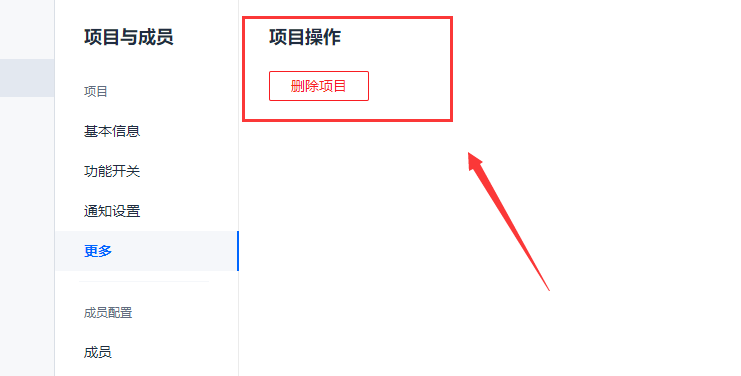 项目与成员
项目
基本信息
功能开关
通知设置
更多
成员配置
成员
项目操作
删除项目